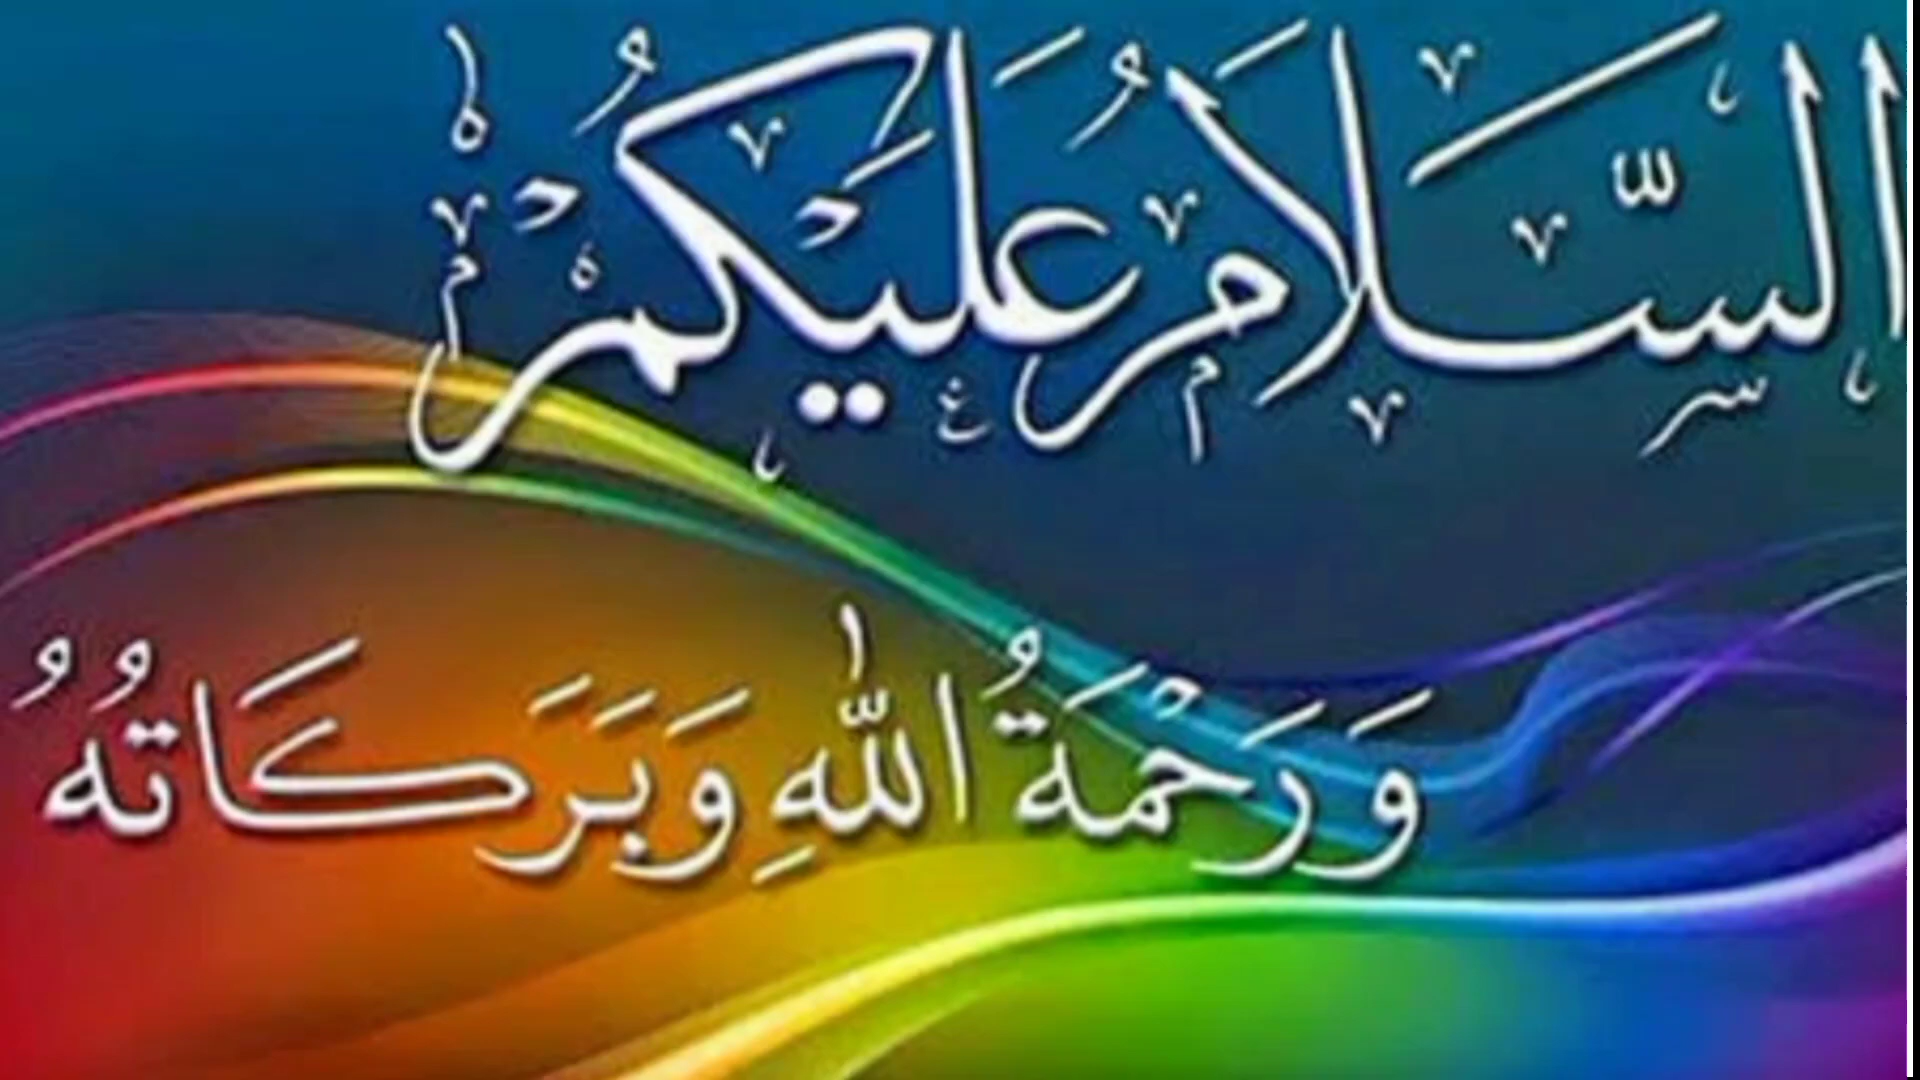 السَّلَامُ عَلَيْكُمْ
وَرَحْمَةُ اللّٰهِ وَبَرَكَاتُهُ